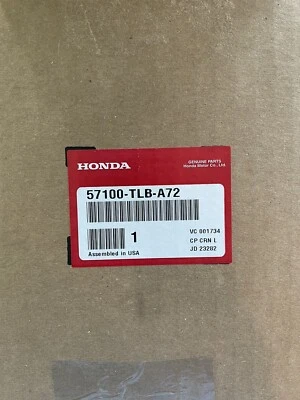 HONDA
GENUINE PARTS
Honda Motor Co., Ltd
57100-TLB-A72
1
VC 001734
CP CRN L
Assembled in USA
JD 23282